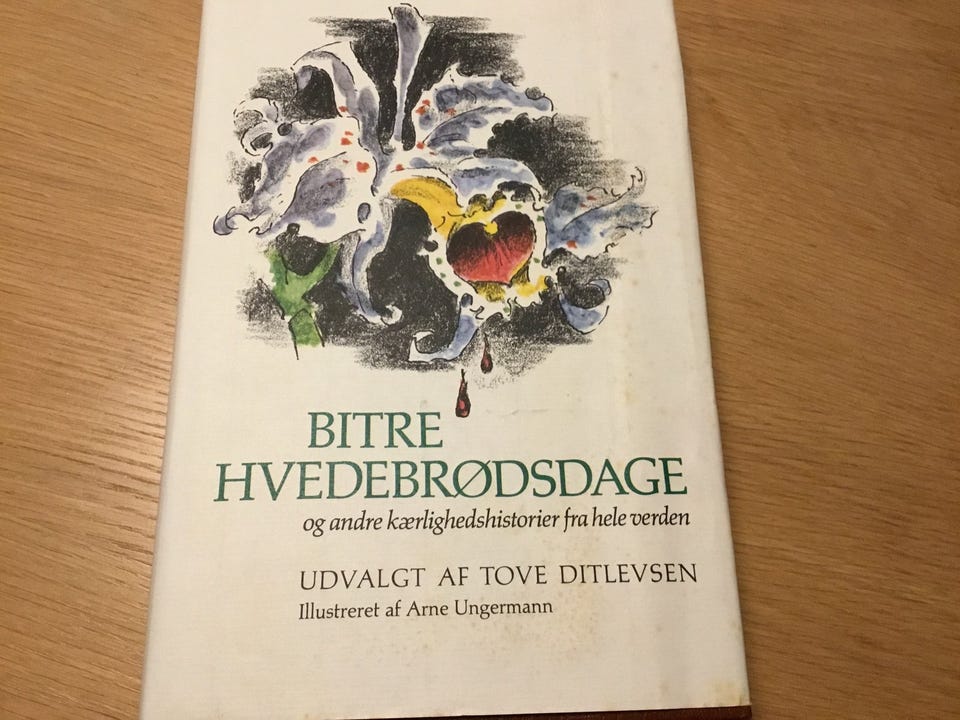 BITRE
HVEDEBRØDSDAGE
og andre kærlighedshistorier fra hele verden
UDVALGT AF TOVE DITLEVSEN
Illustreret af Arne Ungermann